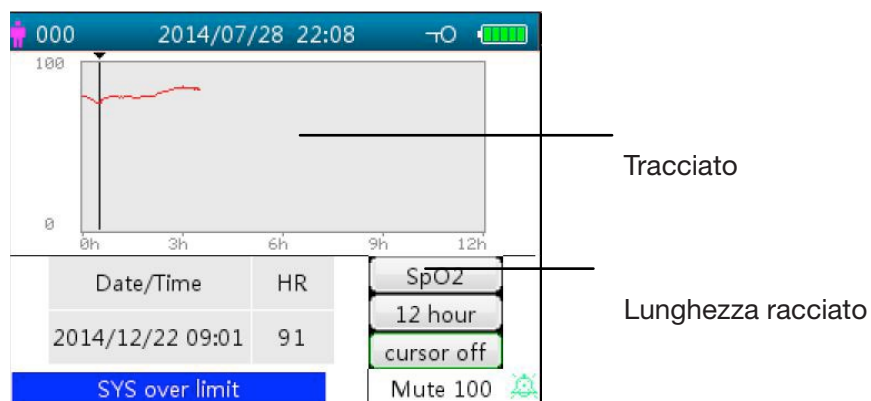 000 2014/07/28 22:08
100
0
0h 3h 6h 9h 12h
Tracciato
Date/Time HR SpO2
Lunghezza racciato
12 hour
2014/12/22 09:01 91
cursor off
SYS over limit Mute 100